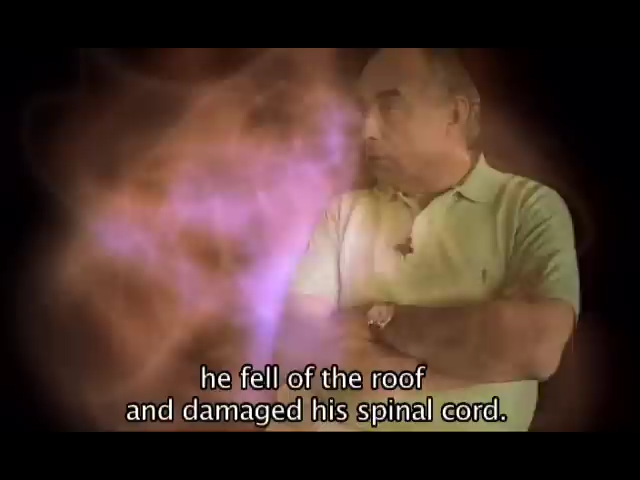 he fell of the roof
and damaged his spinal cord.